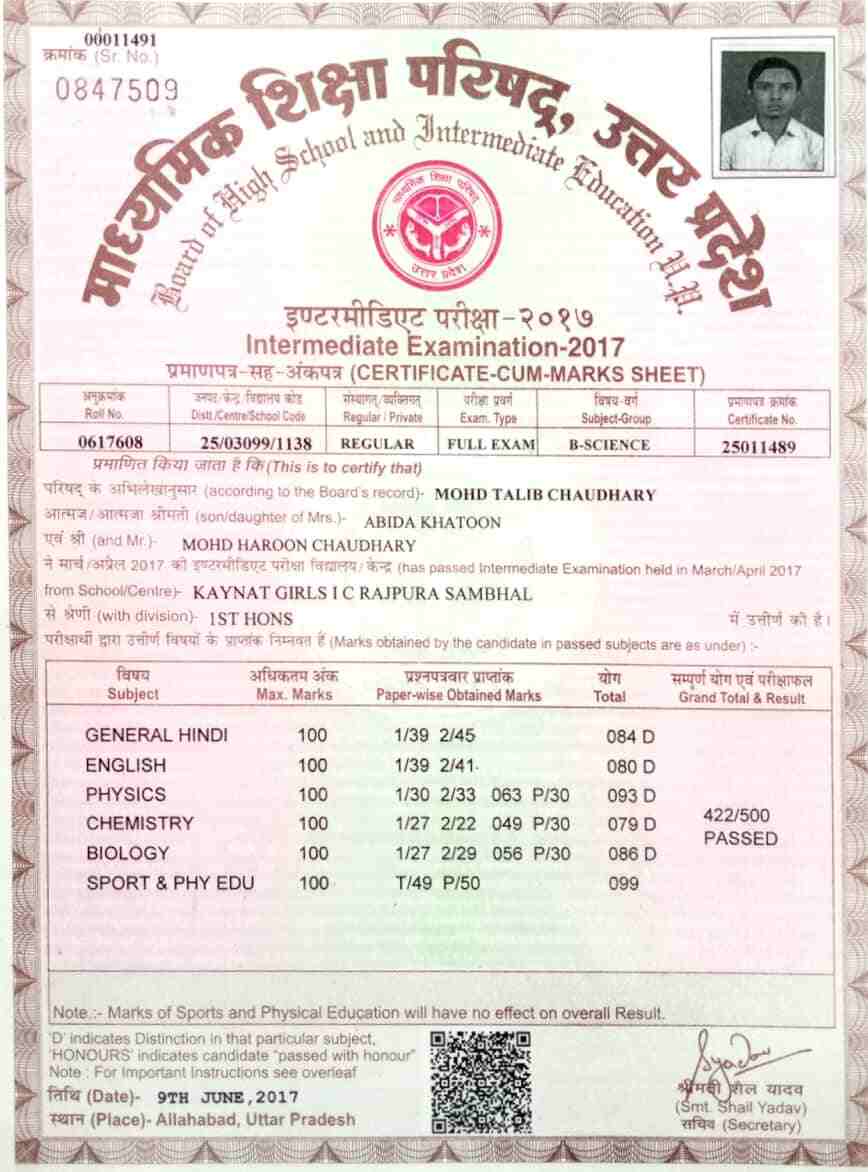 00011491
क्रमांक (Sr. No.)
0847509
माध्यमिक शिक्षा परिषद्, उत्तर प्रदेश
Board of High School and Intermediate Education U.P.
माध्यमिक शिक्षा परिषद्
उत्तर प्रदेश
इण्टरमीडिएट परीक्षा-२०१७
Intermediate Examination-2017
प्रमाणपत्र-सह-अंकपत्र (CERTIFICATE-CUM-MARKS SHEET)
अनुक्रमांक जनपद/केन्द्र/विद्यालय कोड संस्थागत/व्यक्तिगत परीक्षा प्रवर्ग विषय-वर्ग प्रमाणपत्र क्रमांक
Roll No. Distt./Centre/School Code Regular / Private Exam. Type Subject-Group Certificate No.
0617608 25/03099/1138 REGULAR FULL EXAM B-SCIENCE 25011489
प्रमाणित किया जाता है कि (This is to certify that)
परिषद् के अभिलेखानुसार (according to the Board's record)- MOHD TALIB CHAUDHARY
आत्मज/आत्मजा श्रीमती (son/daughter of Mrs.)- ABIDA KHATOON
एवं श्री (and Mr.)- MOHD HAROON CHAUDHARY
ने मार्च/अप्रैल 2017 की इण्टरमीडिएट परीक्षा विद्यालय/केन्द्र (has passed Intermediate Examination held in March/April 2017
from School/Centre)- KAYNAT GIRLS I C RAJPURA SAMBHAL
से श्रेणी (with division)- 1ST HONS में उत्तीर्ण की है।
परीक्षार्थी द्वारा उत्तीर्ण विषयों के प्राप्तांक निम्नवत हैं (Marks obtained by the candidate in passed subjects are as under) :-
विषय अधिकतम अंक प्रश्नपत्रवार प्राप्तांक योग सम्पूर्ण योग एवं परीक्षाफल
Subject Max. Marks Paper-wise Obtained Marks Total Grand Total & Result
GENERAL HINDI 100 1/39 2/45 084 D
ENGLISH 100 1/39 2/41 080 D
PHYSICS 100 1/30 2/33 063 P/30 093 D
CHEMISTRY 100 1/27 2/22 049 P/30 079 D
422/500
PASSED
BIOLOGY 100 1/27 2/29 056 P/30 086 D
SPORT & PHY EDU 100 T/49 P/50 099
Note.:- Marks of Sports and Physical Education will have no effect on overall Result.
'D' indicates Distinction in that particular subject,
'HONOURS' indicates candidate "passed with honour"
Note : For Important Instructions see overleaf
तिथि (Date)- 9TH JUNE,2017
स्थान (Place)- Allahabad, Uttar Pradesh
Syadav
श्रीमती शैल यादव
(Smt. Shail Yadav)
सचिव (Secretary)